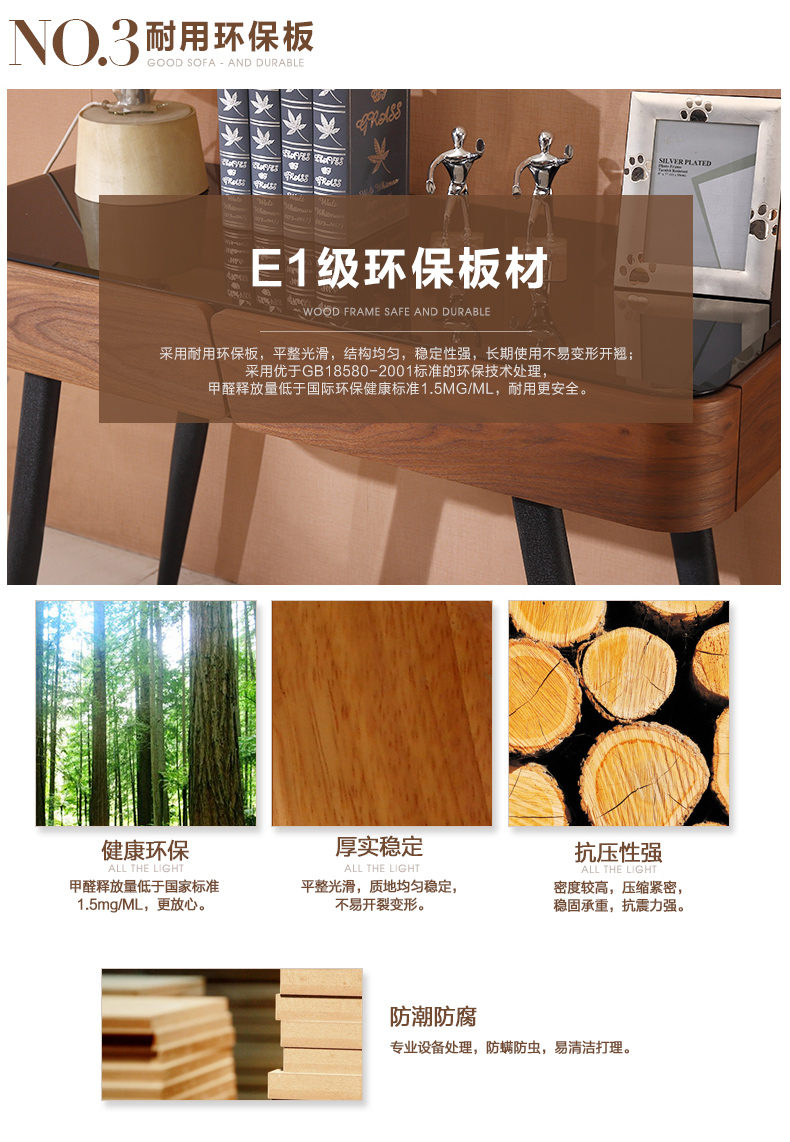 NO.3 耐用环保板
GOOD SOFA - AND DURABLE
GRASS
SILVER PLATED
E1级环保板材
WOOD FRAME SAFE AND DURABLE
采用耐用环保板，平整光滑，结构均匀，稳定性强，长期使用不易变形开翘；
采用优于GB18580-2001标准的环保技术处理，
甲醛释放量低于国际环保健康标准1.5MG/ML，耐用更安全。
健康环保
ALL THE LIGHT
甲醛释放量低于国家标准
1.5mg/ML，更放心。
厚实稳定
ALL THE LIGHT
平整光滑，质地均匀稳定，
不易开裂变形。
抗压性强
ALL THE LIGHT
密度较高，压缩紧密，
稳固承重，抗震力强。
防潮防腐
专业设备处理，防螨防虫，易清洁打理。